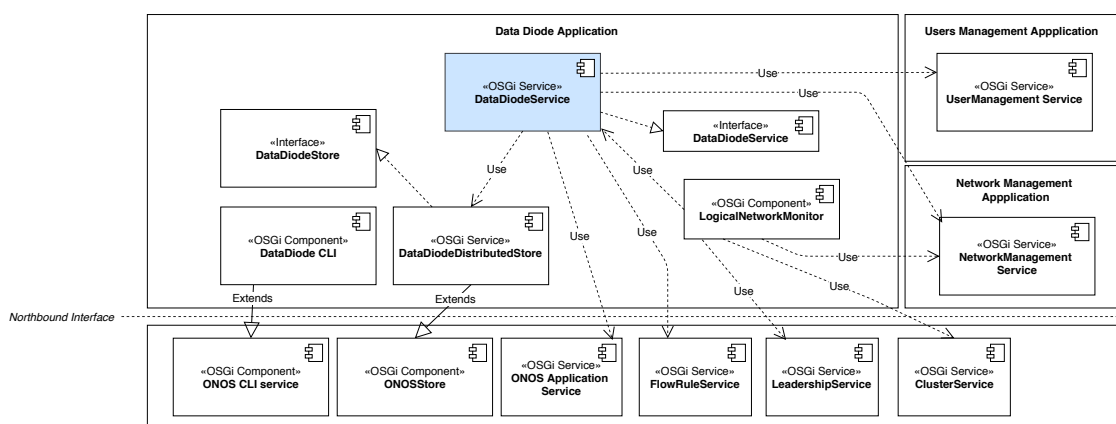 Data Diode Application
Users Management Appplication
«OSGi Service»
DataDiodeService
Use
«OSGi Service»
UserManagement Service
Use
«Interface»
DataDiodeStore
«Interface»
DataDiodeService
Use
Use
Network Management
Appplication
«OSGi Component»
LogicalNetworkMonitor
«OSGi Component»
DataDiode CLI
«OSGi Service»
DataDiodeDistributedStore
Use
Use
«OSGi Service»
NetworkManagement
Service
Use
Extends
Extends
Use
Use
Northbound Interface
«OSGi Component»
ONOS CLI service
«OSGi Component»
ONOSStore
«OSGi Service»
ONOS Application
Service
«OSGi Service»
FlowRuleService
«OSGi Service»
LeadershipService
«OSGi Service»
ClusterService